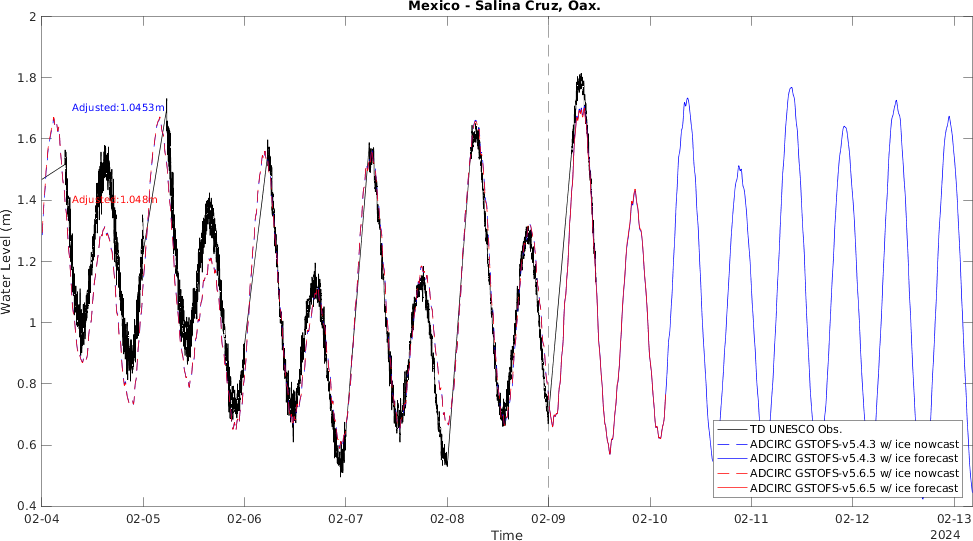 Mexico - Salina Cruz, Oax.
2
1.8
1.6
1.4
1.2
1
0.8
0.6
0.4
Water Level (m)
Adjusted:1.0453m
Adjusted:1.048m
TD UNESCO Obs.
ADCIRC GSTOFS-v5.4.3 w/ ice nowcast
ADCIRC GSTOFS-v5.4.3 w/ ice forecast
ADCIRC GSTOFS-v5.6.5 w/ ice nowcast
ADCIRC GSTOFS-v5.6.5 w/ ice forecast
02-04 02-05 02-06 02-07 02-08 02-09 02-10 02-11 02-12 02-13
Time
2024